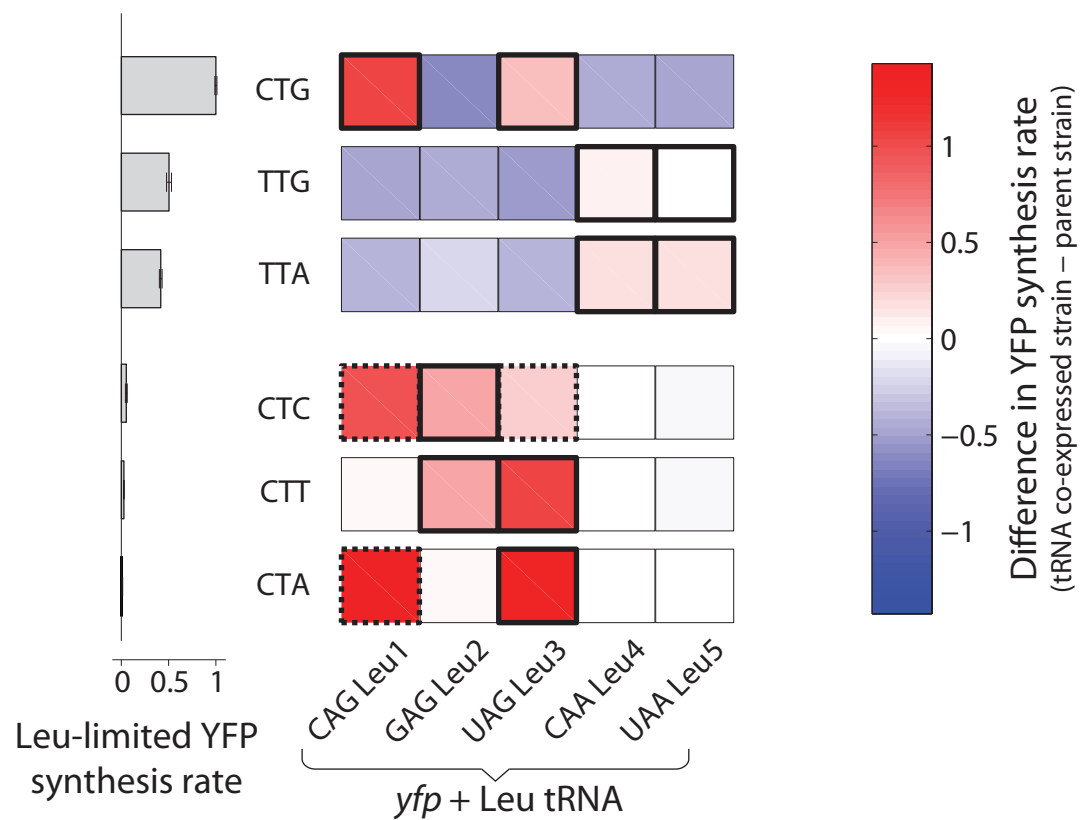 CTG
TTG
TTA
CTC
CTT
CTA
0 0.5 1
Leu-limited YFP
synthesis rate
CAG Leu1
GAG Leu2
UAG Leu3
CAA Leu4
UAA Leu5
yfp + Leu tRNA
1
0.5
0
−0.5
−1
Difference in YFP synthesis rate
(tRNA co-expressed strain – parent strain)